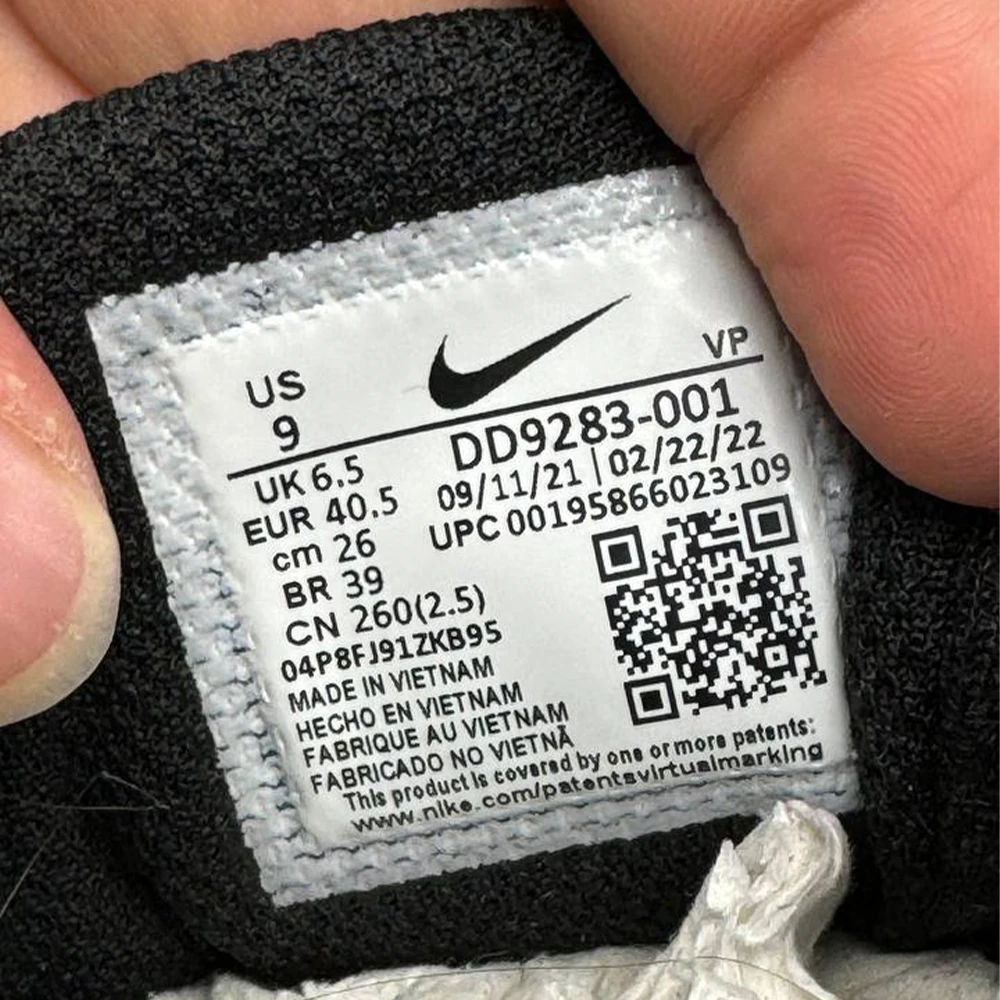 US
9
VP
UK 6.5
EUR 40.5
cm 26
BR 39
CN 260(2.5)
DD9283-001
09/11/21 | 02/22/22
UPC 00195866023109
04P8FJ91ZKB95
MADE IN VIETNAM
HECHO EN VIETNAM
FABRIQUE AU VIETNAM
FABRICADO NO VIETNÃ
This product is covered by one or more patents:
www.nike.com/patentsvirtualmarking